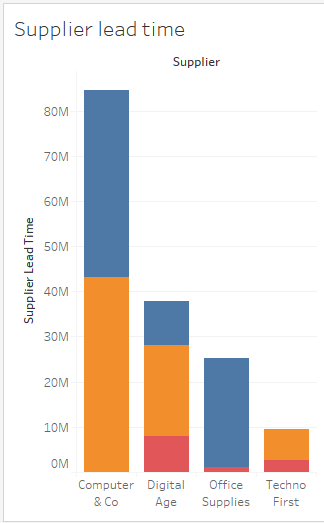 Supplier lead time
Supplier
Supplier Lead Time
80M
70M
60M
50M
40M
30M
20M
10M
0M
Computer
& Co
Digital
Age
Office
Supplies
Techno
First